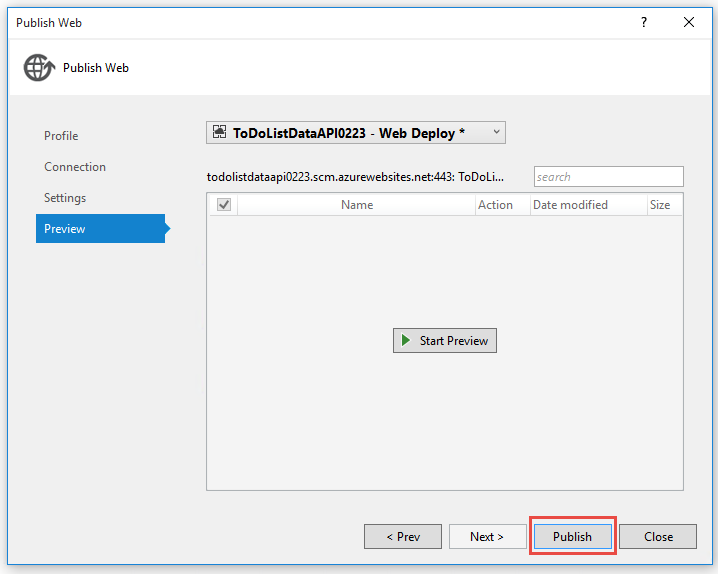 Publish Web
?
Publish Web
Profile
Connection
Settings
Preview
ToDoListDataAPI0223 - Web Deploy *
todolistdataapi0223.scm.azurewebsites.net:443: ToDoLi...
search
Name Action Date modified Size
Start Preview
< Prev Next > Publish Close